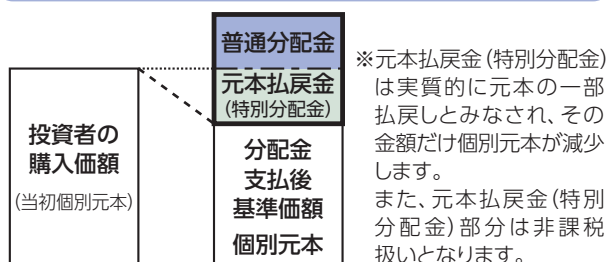 普通分配金
元本払戻金
(特別分配金)
投資者の
購入価額
(当初個別元本)
分配金
支払後
基準価額
個別元本
※元本払戻金(特別分配金)
は実質的に元本の一部
払戻しとみなされ、その
金額だけ個別元本が減少
します。
また、元本払戻金(特別
分配金)部分は非課税
扱いとなります。